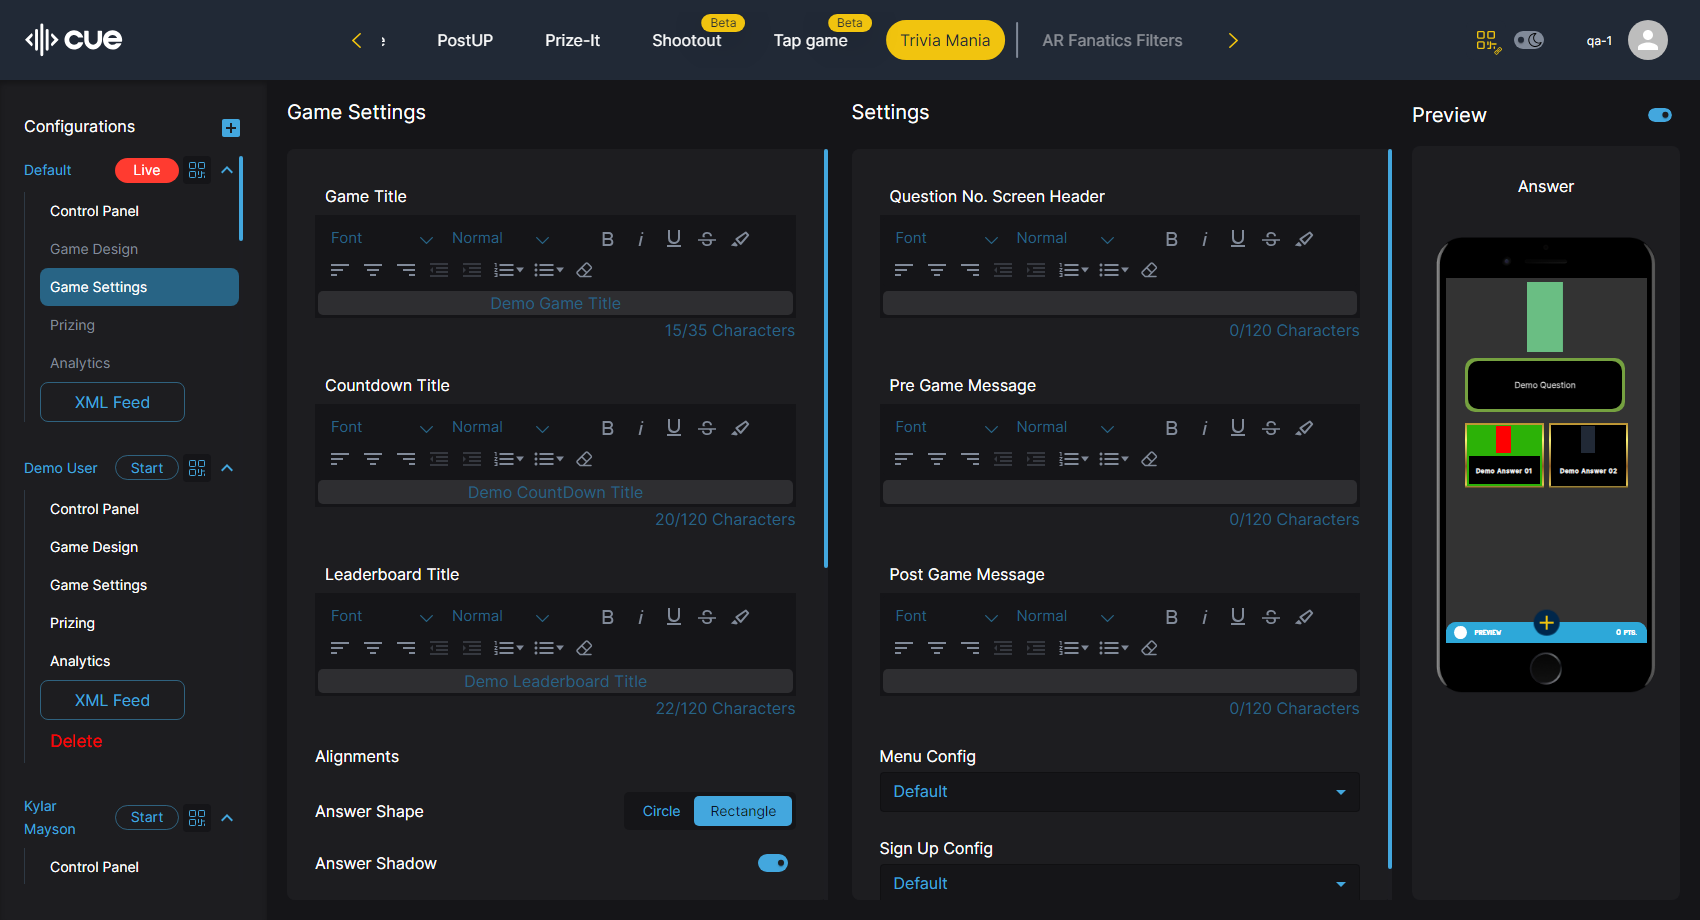 cue
PostUP
Prize-It
Shootout
Beta
Tap game
Beta
Trivia Mania
AR Fanatics Filters
qa-1
Configurations
Default
Live
Control Panel
Game Design
Game Settings
Prizing
Analytics
XML Feed
Demo User
Start
Control Panel
Game Design
Game Settings
Prizing
Analytics
XML Feed
Delete
Kylar
Mayson
Start
Control Panel
Game Settings
Game Title
Font
Normal
Demo Game Title
15/35 Characters
Countdown Title
Font
Normal
Demo CountDown Title
20/120 Characters
Leaderboard Title
Font
Normal
Demo Leaderboard Title
22/120 Characters
Alignments
Answer Shape
Circle
Rectangle
Answer Shadow
Settings
Question No. Screen Header
Font
Normal
0/120 Characters
Pre Game Message
Font
Normal
0/120 Characters
Post Game Message
Font
Normal
0/120 Characters
Menu Config
Default
Sign Up Config
Default
Preview
Answer
Demo Question
Demo Answer 01
Demo Answer 02
PREVIEW
0 PTS.